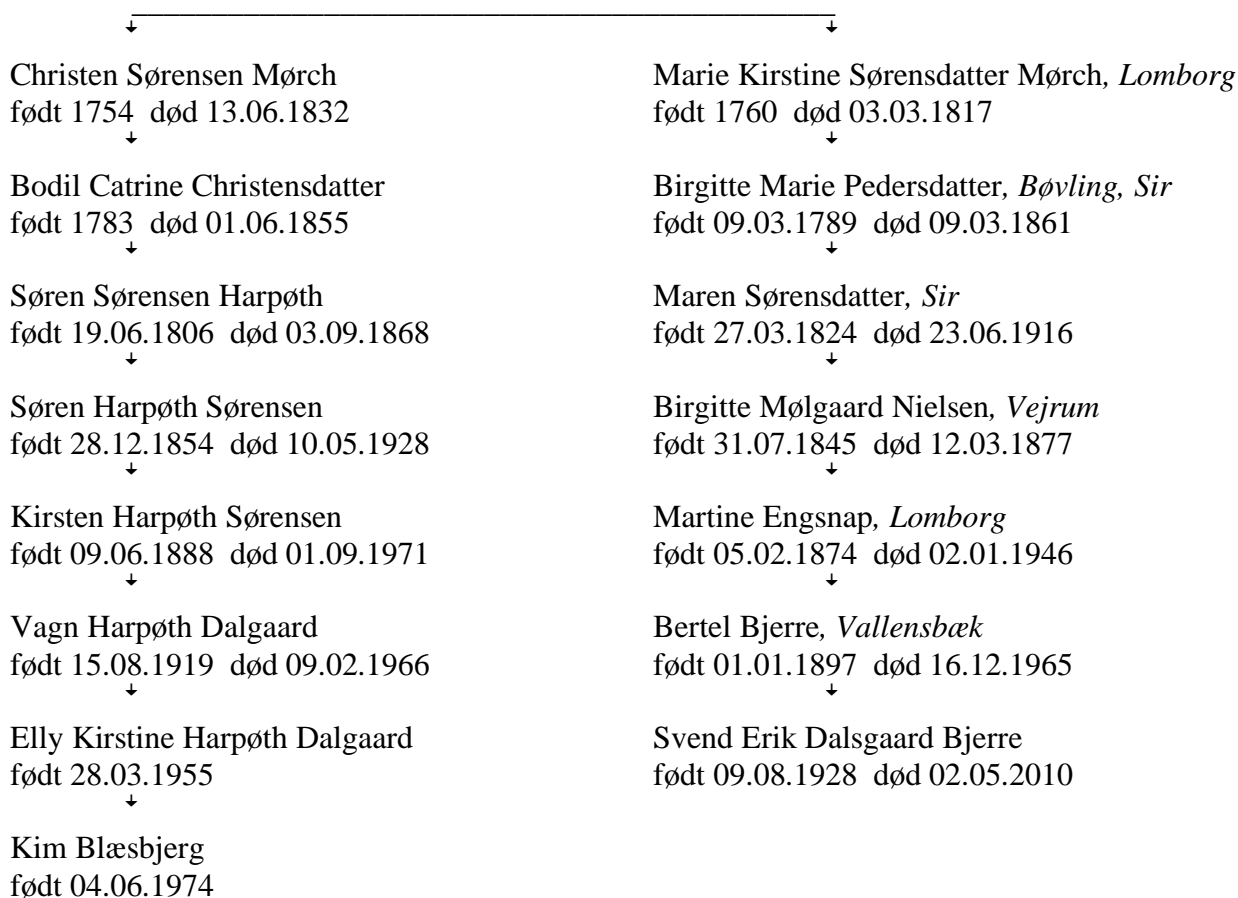 Christen Sørensen Mørch
født 1754 død 13.06.1832
Bodil Catrine Christensdatter
født 1783 død 01.06.1855
Søren Sørensen Harpøth
født 19.06.1806 død 03.09.1868
Søren Harpøth Sørensen
født 28.12.1854 død 10.05.1928
Kirsten Harpøth Sørensen
født 09.06.1888 død 01.09.1971
Vagn Harpøth Dalgaard
født 15.08.1919 død 09.02.1966
Elly Kirstine Harpøth Dalgaard
født 28.03.1955
Kim Blæsbjerg
født 04.06.1974
Marie Kirstine Sørensdatter Mørch, Lomborg
født 1760 død 03.03.1817
Birgitte Marie Pedersdatter, Bøvling, Sir
født 09.03.1789 død 09.03.1861
Maren Sørensdatter, Sir
født 27.03.1824 død 23.06.1916
Birgitte Mølgaard Nielsen, Vejrum
født 31.07.1845 død 12.03.1877
Martine Engsnap, Lomborg
født 05.02.1874 død 02.01.1946
Bertel Bjerre, Vallensbæk
født 01.01.1897 død 16.12.1965
Svend Erik Dalsgaard Bjerre
født 09.08.1928 død 02.05.2010